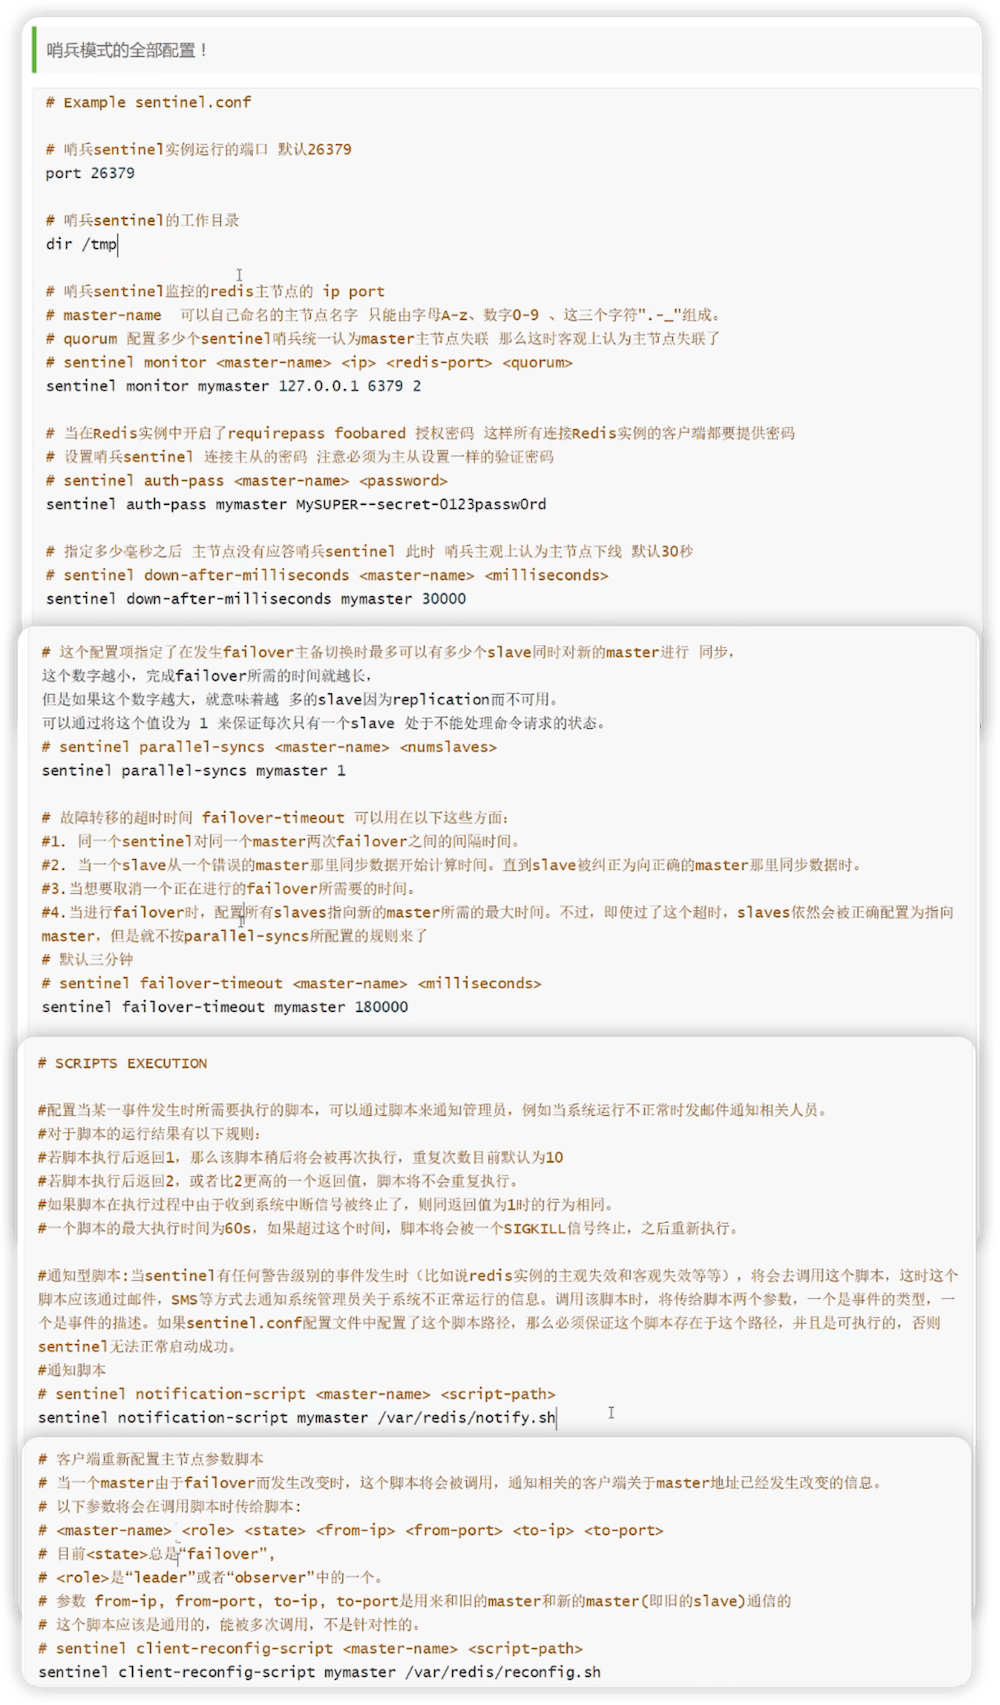 哨兵模式的全部配置！
# Example sentinel.conf
# 哨兵sentinel实例运行的端口 默认26379
port 26379
# 哨兵sentinel的工作目录
dir /tmp
# 哨兵sentinel监控的redis主节点的 ip port
# master-name  可以自己命名的主节点名字 只能由字母A-z、数字0-9 、这三个字符".-_"组成。
# quorum 配置多少个sentinel哨兵统一认为master主节点失联 那么这时客观上认为主节点失联了
# sentinel monitor <master-name> <ip> <redis-port> <quorum>
sentinel monitor mymaster 127.0.0.1 6379 2
# 当在Redis实例中开启了requirepass foobared 授权密码 这样所有连接Redis实例的客户端都要提供密码
# 设置哨兵sentinel 连接主从的密码 注意必须为主从设置一样的验证密码
# sentinel auth-pass <master-name> <password>
sentinel auth-pass mymaster MySUPER--secret-0123passw0rd
# 指定多少毫秒之后 主节点没有应答哨兵sentinel 此时 哨兵主观上认为主节点下线 默认30秒
# sentinel down-after-milliseconds <master-name> <milliseconds>
sentinel down-after-milliseconds mymaster 30000
# 这个配置项指定了在发生failover主备切换时最多可以有多少个slave同时对新的master进行 同步，
这个数字越小，完成failover所需的时间就越长，
但是如果这个数字越大，就意味着越 多的slave因为replication而不可用。
可以通过将这个值设为 1 来保证每次只有一个slave 处于不能处理命令请求的状态。
# sentinel parallel-syncs <master-name> <numslaves>
sentinel parallel-syncs mymaster 1
# 故障转移的超时时间 failover-timeout 可以用在以下这些方面：
#1. 同一个sentinel对同一个master两次failover之间的间隔时间。
#2. 当一个slave从一个错误的master那里同步数据开始计算时间。直到slave被纠正为向正确的master那里同步数据时。
#3.当想要取消一个正在进行的failover所需要的时间。
#4.当进行failover时，配置所有slaves指向新的master所需的最大时间。不过，即使过了这个超时，slaves依然会被正确配置为指向
master，但是就不按parallel-syncs所配置的规则来了
# 默认三分钟
# sentinel failover-timeout <master-name> <milliseconds>
sentinel failover-timeout mymaster 180000
# SCRIPTS EXECUTION
#配置当某一事件发生时所需要执行的脚本，可以通过脚本来通知管理员，例如当系统运行不正常时发邮件通知相关人员。
#对于脚本的运行结果有以下规则：
#若脚本执行后返回1，那么该脚本稍后将会被再次执行，重复次数目前默认为10
#若脚本执行后返回2，或者比2更高的一个返回值，脚本将不会重复执行。
#如果脚本在执行过程中由于收到系统中断信号被终止了，则同返回值为1时的行为相同。
#一个脚本的最大执行时间为60s，如果超过这个时间，脚本将会被一个SIGKILL信号终止，之后重新执行。
#通知型脚本:当sentinel有任何警告级别的事件发生时（比如说redis实例的主观失效和客观失效等等），将会去调用这个脚本，这时这个
脚本应该通过邮件，SMS等方式去通知系统管理员关于系统不正常运行的信息。调用该脚本时，将传给脚本两个参数，一个是事件的类型，一
个是事件的描述。如果sentinel.conf配置文件中配置了这个脚本路径，那么必须保证这个脚本存在于这个路径，并且是可执行的，否则
sentinel无法正常启动成功。
#通知脚本
# sentinel notification-script <master-name> <script-path>
sentinel notification-script mymaster /var/redis/notify.sh
# 客户端重新配置主节点参数脚本
# 当一个master由于failover而发生改变时，这个脚本将会被调用，通知相关的客户端关于master地址已经发生改变的信息。
# 以下参数将会在调用脚本时传给脚本:
# <master-name> <role> <state> <from-ip> <from-port> <to-ip> <to-port>
# 目前<state>总是“failover”,
# <role>是“leader”或者“observer”中的一个。
# 参数 from-ip, from-port, to-ip, to-port是用来和旧的master和新的master(即旧的slave)通信的
# 这个脚本应该是通用的，能被多次调用，不是针对性的。
# sentinel client-reconfig-script <master-name> <script-path>
sentinel client-reconfig-script mymaster /var/redis/reconfig.sh